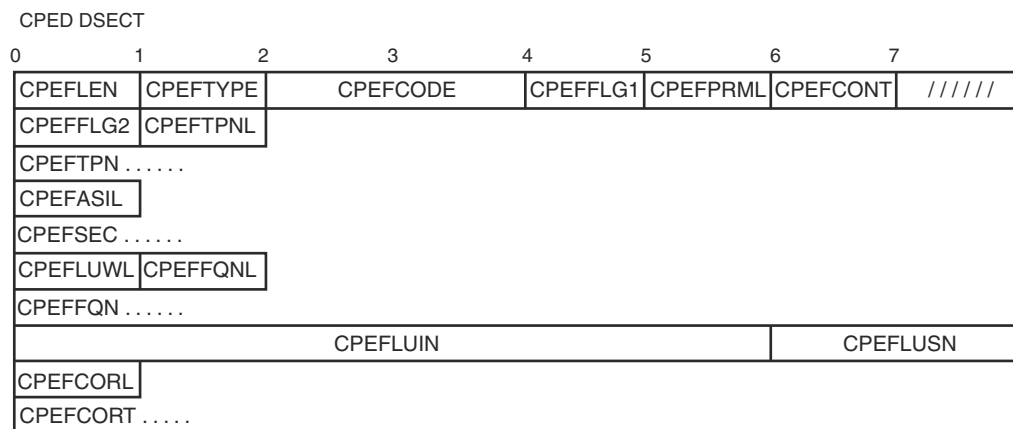 CPED DSECT
0 1 2 3 4 5 6 7
CPEFLEN CPEFTYPE CPEFCODE CPEFFLG1 CPEFPRML CPEFCONT //////
CPEFFLG2 CPEFTPNL
CPEFTPN . . . . . .
CPEFASIL
CPEFSEC . . . . . .
CPEFLUWL CPEFFQNL
CPEFFQN . . . . . .
CPEFLUIN CPEFLUSN
CPEFCORL
CPEFCORT . . . . .